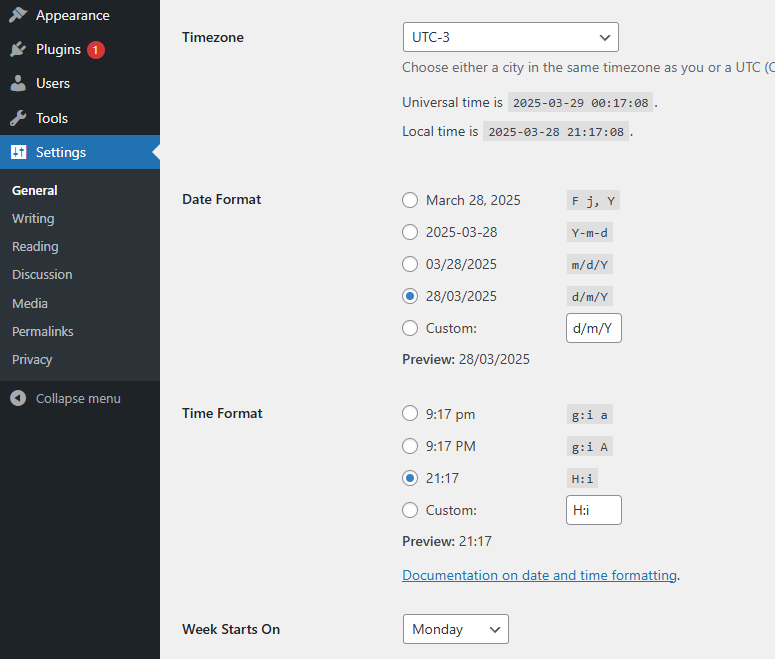 Appearance
Plugins 1
Users
Tools
Settings
General
Writing
Reading
Discussion
Media
Permalinks
Privacy
Collapse menu
Timezone
UTC-3
Choose either a city in the same timezone as you or a UTC (
Universal time is 2025-03-29 00:17:08 .
Local time is 2025-03-28 21:17:08 .
Date Format
March 28, 2025 F j, Y
2025-03-28 Y-m-d
03/28/2025 m/d/Y
28/03/2025 d/m/Y
Custom: d/m/Y
Preview: 28/03/2025
Time Format
9:17 pm g:i a
9:17 PM g:i A
21:17 H:i
Custom: H:i
Preview: 21:17
Documentation on date and time formatting.
Week Starts On
Monday